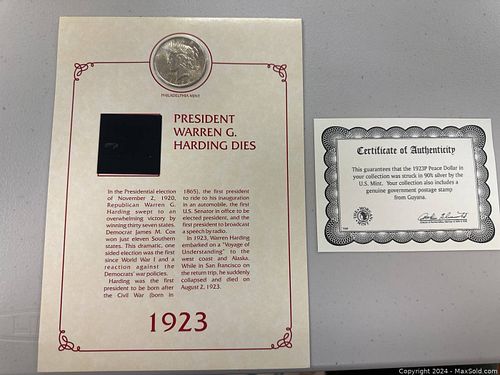 PHILADELPHIA MINT
PRESIDENT
WARREN G.
HARDING DIES
In the Presidential election
of November 2, 1920,
Republican Warren G.
Harding swept to an
overwhelming victory by
winning thirty seven states.
Democrat James M. Cox
won just eleven Southern
states. This dramatic, one
sided election was the first
since World War I and a
reaction against the
Democrats' war policies.
Harding was the first
president to be born after
the Civil War (born in
1865), the first president
to ride to his inauguration
in an automobile, the first
U.S. Senator in office to be
elected president, and the
first president to broadcast
a speech by radio.
In 1923, Warren Harding
embarked on a "Voyage of
Understanding" to the
west coast and Alaska.
While in San Francisco on
the return trip, he suddenly
collapsed and died on
August 2, 1923.
1923
Certificate of Authenticity
This guarantees that the 1923P Peace Dollar in
your collection was struck in 90% silver by the
U.S. Mint. Your collection also includes a
genuine government postage stamp
from Guyana.
Copyright 2024 - MaxSold.com